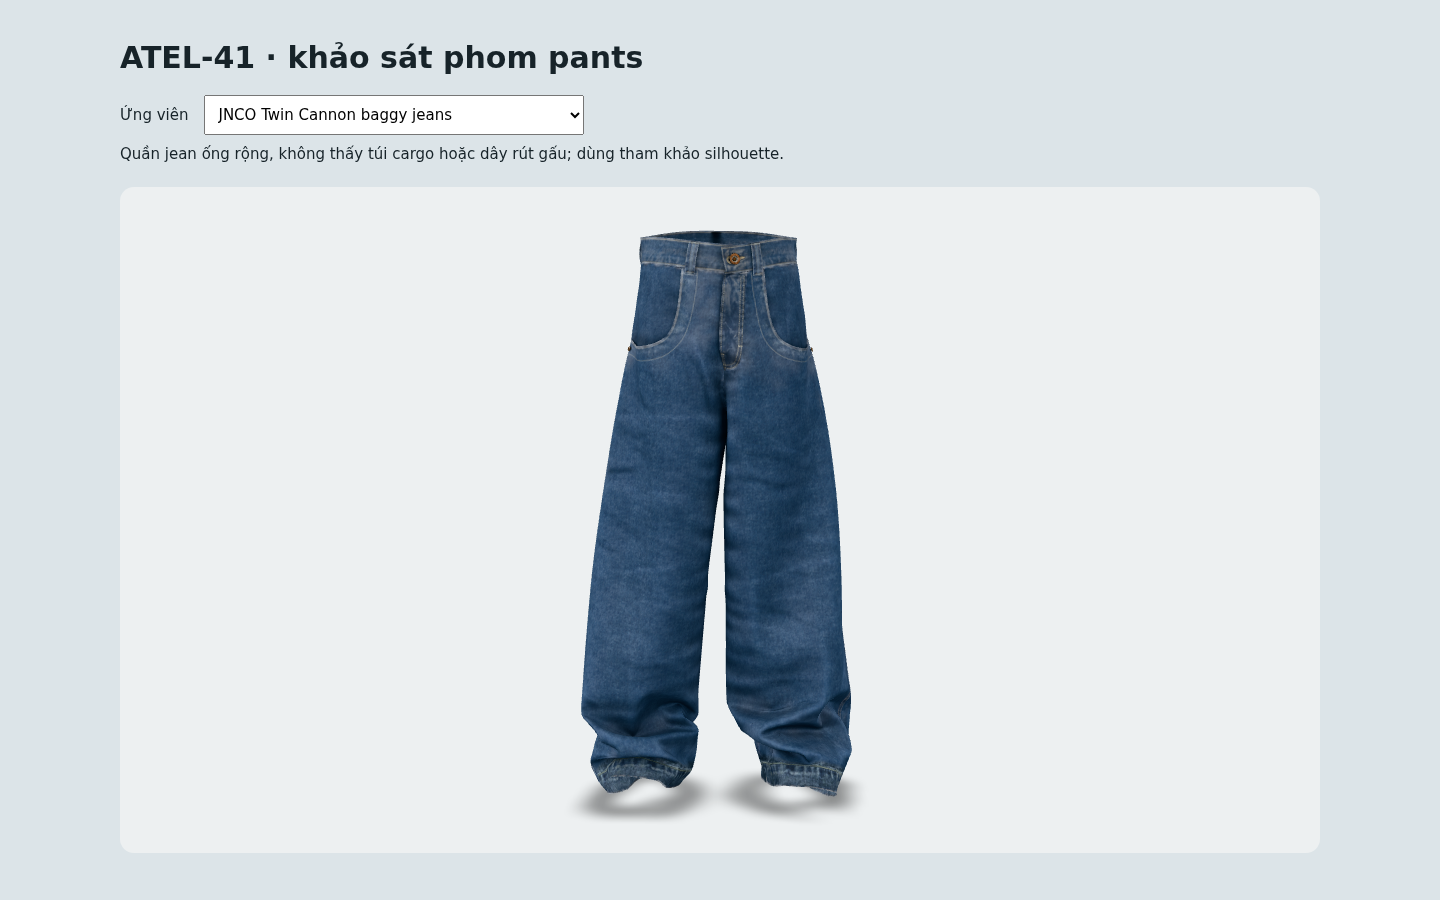 ATEL-41 · khảo sát phom pants
Ứng viên JNCO Twin Cannon baggy jeans
Quần jean ống rộng, không thấy túi cargo hoặc dây rút gấu; dùng tham khảo silhouette.